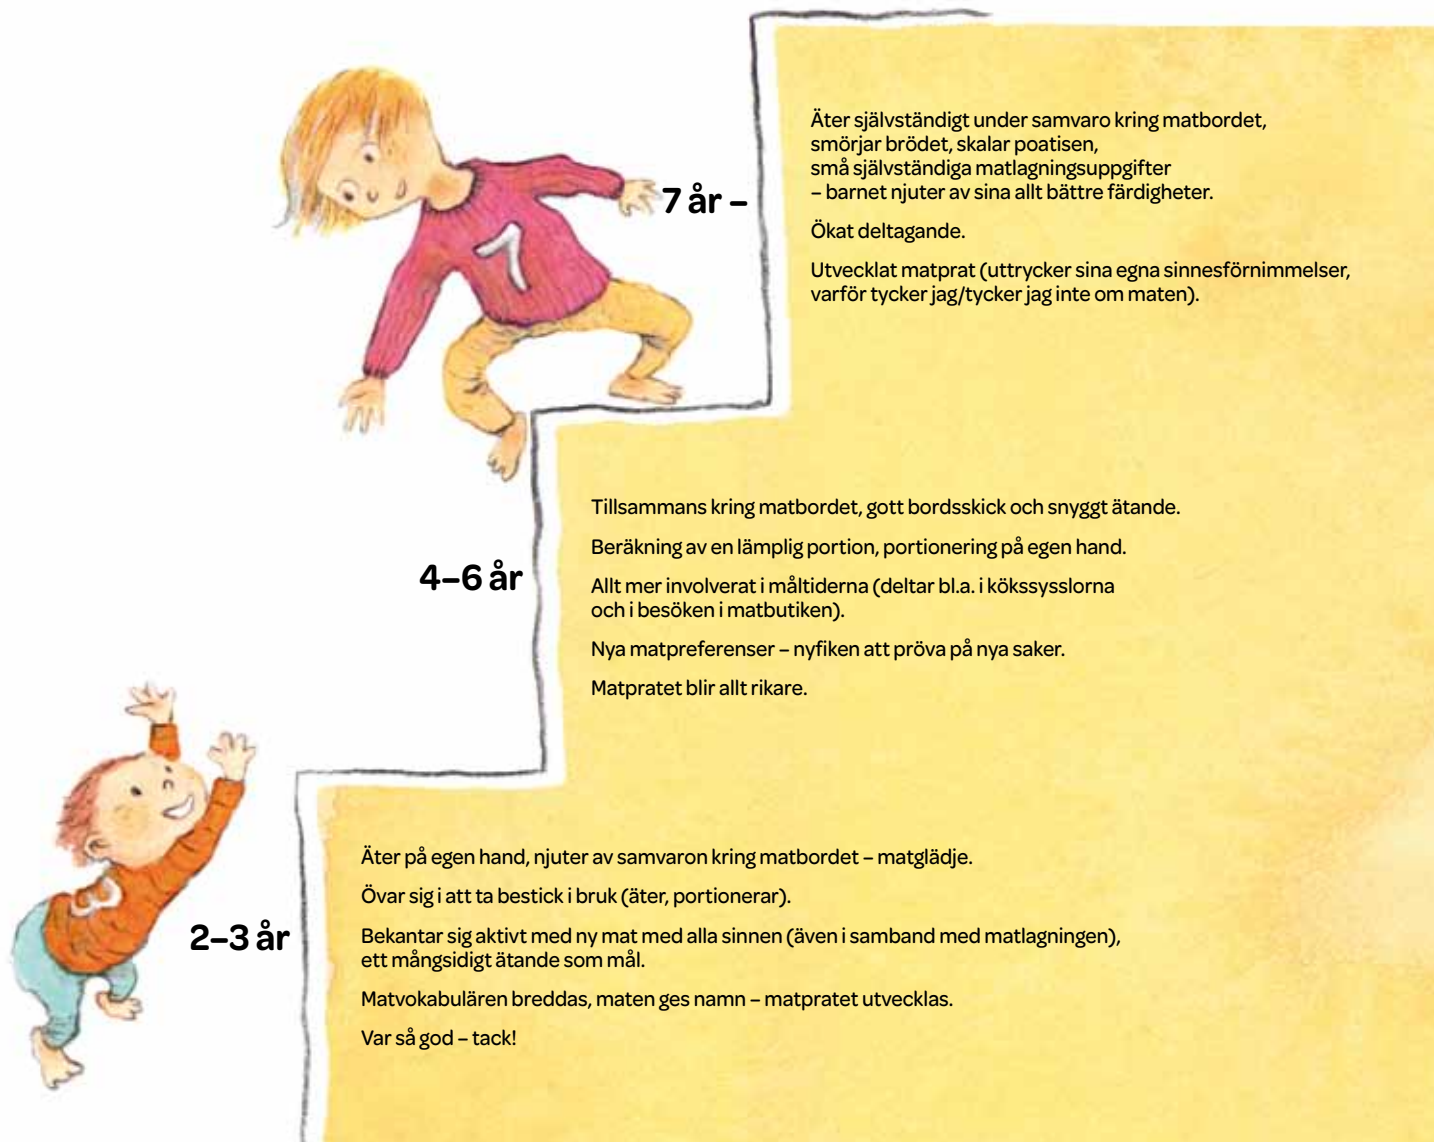 7 år –
Äter självständigt under samvaro kring matbordet,
smörjar brödet, skalar poatisen,
små självständiga matlagningsuppgifter
– barnet njuter av sina allt bättre färdigheter.
Ökat deltagande.
Utvecklat matprat (uttrycker sina egna sinnesförnimmelser,
varför tycker jag/tycker jag inte om maten).
4–6 år
Tillsammans kring matbordet, gott bordsskick och snyggt ätande.
Beräkning av en lämplig portion, portionering på egen hand.
Allt mer involverat i måltiderna (deltar bl.a. i kökssysslorna
och i besöken i matbutiken).
Nya matpreferenser – nyfiken att pröva på nya saker.
Matpratet blir allt rikare.
2–3 år
Äter på egen hand, njuter av samvaron kring matbordet – matglädje.
Övar sig i att ta bestick i bruk (äter, portionerar).
Bekantar sig aktivt med ny mat med alla sinnen (även i samband med matlagningen),
ett mångsidigt ätande som mål.
Matvokabulären breddas, maten ges namn – matpratet utvecklas.
Var så god – tack!
7
3